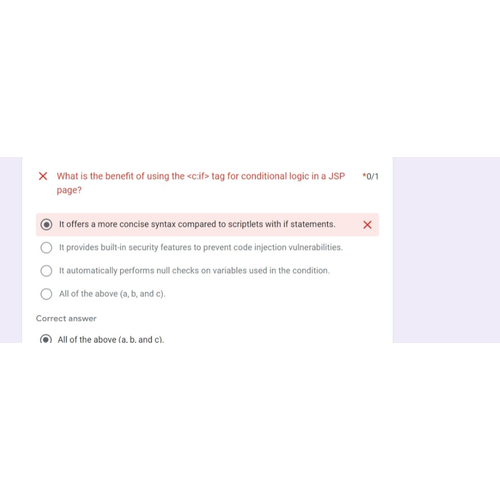 What is the benefit of using the <c:if> tag for conditional logic in a JSP *0/1
page?
It offers a more concise syntax compared to scriptlets with if statements.
It provides built-in security features to prevent code injection vulnerabilities.
It automatically performs null checks on variables used in the condition.
All of the above (a, b, and c).
Correct answer
All of the above (a, b, and c).